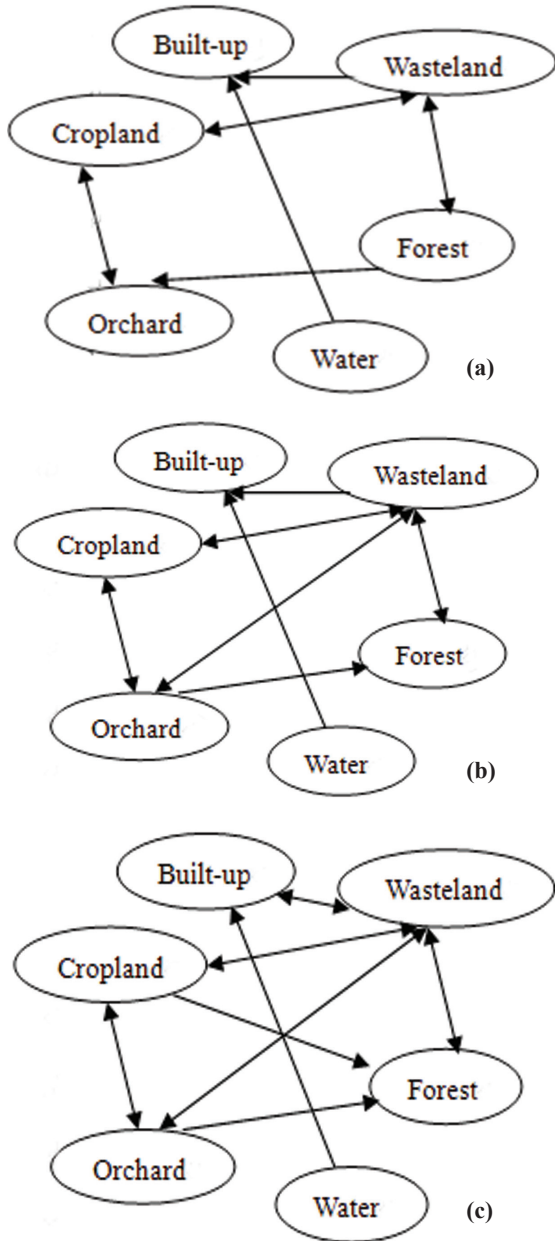 Built-up
Wasteland
Cropland
Forest
Orchard
Water
(a)
Built-up
Wasteland
Cropland
Forest
Orchard
Water
(b)
Built-up
Wasteland
Cropland
Forest
Orchard
Water
(c)